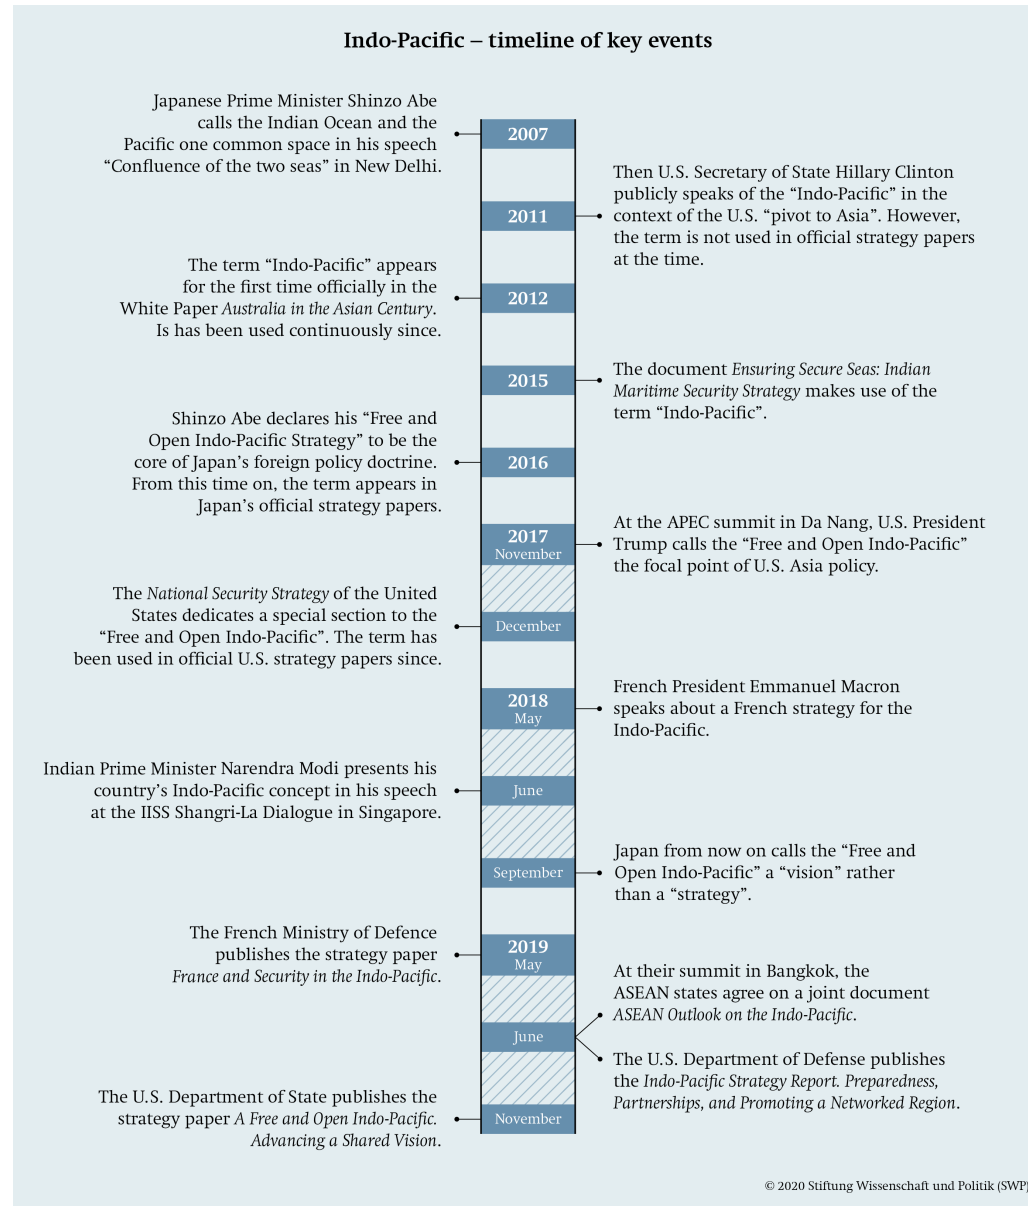 Indo-Pacific – timeline of key events
Japanese Prime Minister Shinzo Abe
calls the Indian Ocean and the
Pacific one common space in his speech
“Confluence of the two seas” in New Delhi.
2007
2011
Then U.S. Secretary of State Hillary Clinton
publicly speaks of the “Indo-Pacific” in the
context of the U.S. “pivot to Asia”. However,
the term is not used in official strategy papers
at the time.
The term “Indo-Pacific” appears
for the first time officially in the
White Paper Australia in the Asian Century.
Is has been used continuously since.
2012
2015
The document Ensuring Secure Seas: Indian
Maritime Security Strategy makes use of the
term “Indo-Pacific”.
Shinzo Abe declares his “Free and
Open Indo-Pacific Strategy” to be the
core of Japan’s foreign policy doctrine.
From this time on, the term appears in
Japan’s official strategy papers.
2016
2017
November
At the APEC summit in Da Nang, U.S. President
Trump calls the “Free and Open Indo-Pacific”
the focal point of U.S. Asia policy.
The National Security Strategy of the United
States dedicates a special section to the
“Free and Open Indo-Pacific”. The term has
been used in official U.S. strategy papers since.
December
2018
May
French President Emmanuel Macron
speaks about a French strategy for the
Indo-Pacific.
Indian Prime Minister Narendra Modi presents his
country’s Indo-Pacific concept in his speech
at the IISS Shangri-La Dialogue in Singapore.
June
September
Japan from now on calls the “Free and
Open Indo-Pacific” a “vision” rather
than a “strategy”.
The French Ministry of Defence
publishes the strategy paper
France and Security in the Indo-Pacific.
2019
May
June
At their summit in Bangkok, the
ASEAN states agree on a joint document
ASEAN Outlook on the Indo-Pacific.
The U.S. Department of Defense publishes
the Indo-Pacific Strategy Report. Preparedness,
Partnerships, and Promoting a Networked Region.
The U.S. Department of State publishes the
strategy paper A Free and Open Indo-Pacific.
Advancing a Shared Vision.
November
© 2020 Stiftung Wissenschaft und Politik (SWP)